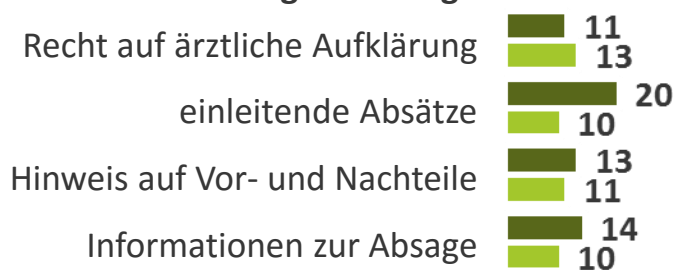 Recht auf ärztliche Aufklärung 11
13
einleitende Absätze 20
10
Hinweis auf Vor- und Nachteile 13
11
Informationen zur Absage 14
10